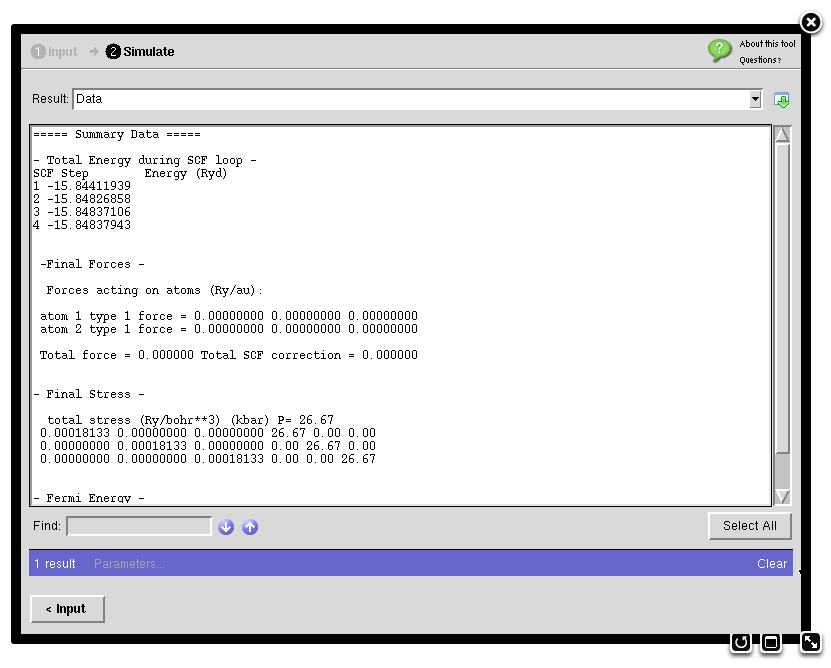 1 Input → 2 Simulate
About this tool
Questions?
Result: Data
===== Summary Data =====
- Total Energy during SCF loop -
SCF Step Energy (Ryd)
1 -15.84411939
2 -15.84826858
3 -15.84837106
4 -15.84837943
-Final Forces -
Forces acting on atoms (Ry/au):
atom 1 type 1 force = 0.00000000 0.00000000 0.00000000
atom 2 type 1 force = 0.00000000 0.00000000 0.00000000
Total force = 0.000000 Total SCF correction = 0.000000
- Final Stress -
total stress (Ry/bohr**3) (kbar) P= 26.67
0.00018133 0.00000000 0.00000000 26.67 0.00 0.00
0.00000000 0.00018133 0.00000000 0.00 26.67 0.00
0.00000000 0.00000000 0.00018133 0.00 0.00 26.67
- Fermi Energy -
Find:
Select All
1 result Parameters... Clear
< Input